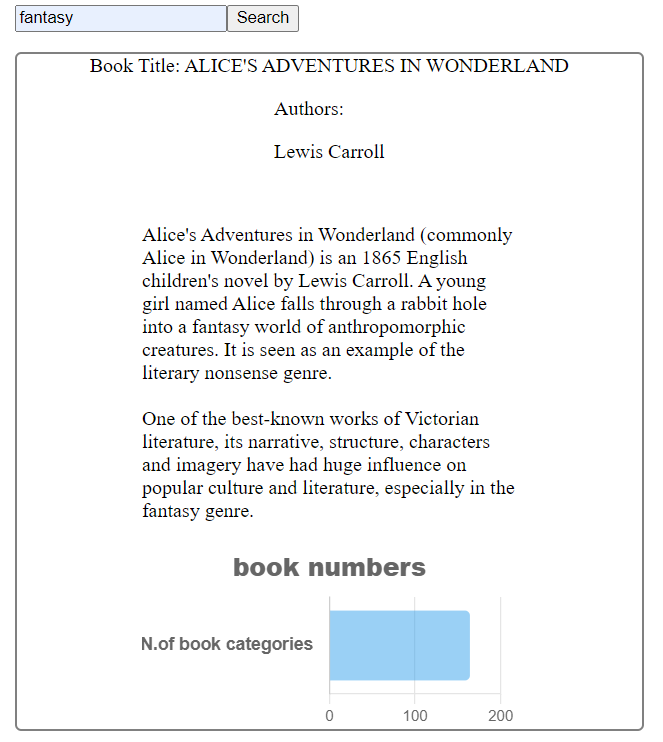 fantasy Search
Book Title: ALICE'S ADVENTURES IN WONDERLAND
Authors:
Lewis Carroll
Alice's Adventures in Wonderland (commonly
Alice in Wonderland) is an 1865 English
children's novel by Lewis Carroll. A young
girl named Alice falls through a rabbit hole
into a fantasy world of anthropomorphic
creatures. It is seen as an example of the
literary nonsense genre.
One of the best-known works of Victorian
literature, its narrative, structure, characters
and imagery have had huge influence on
popular culture and literature, especially in the
fantasy genre.
book numbers
N.of book categories
0 100 200